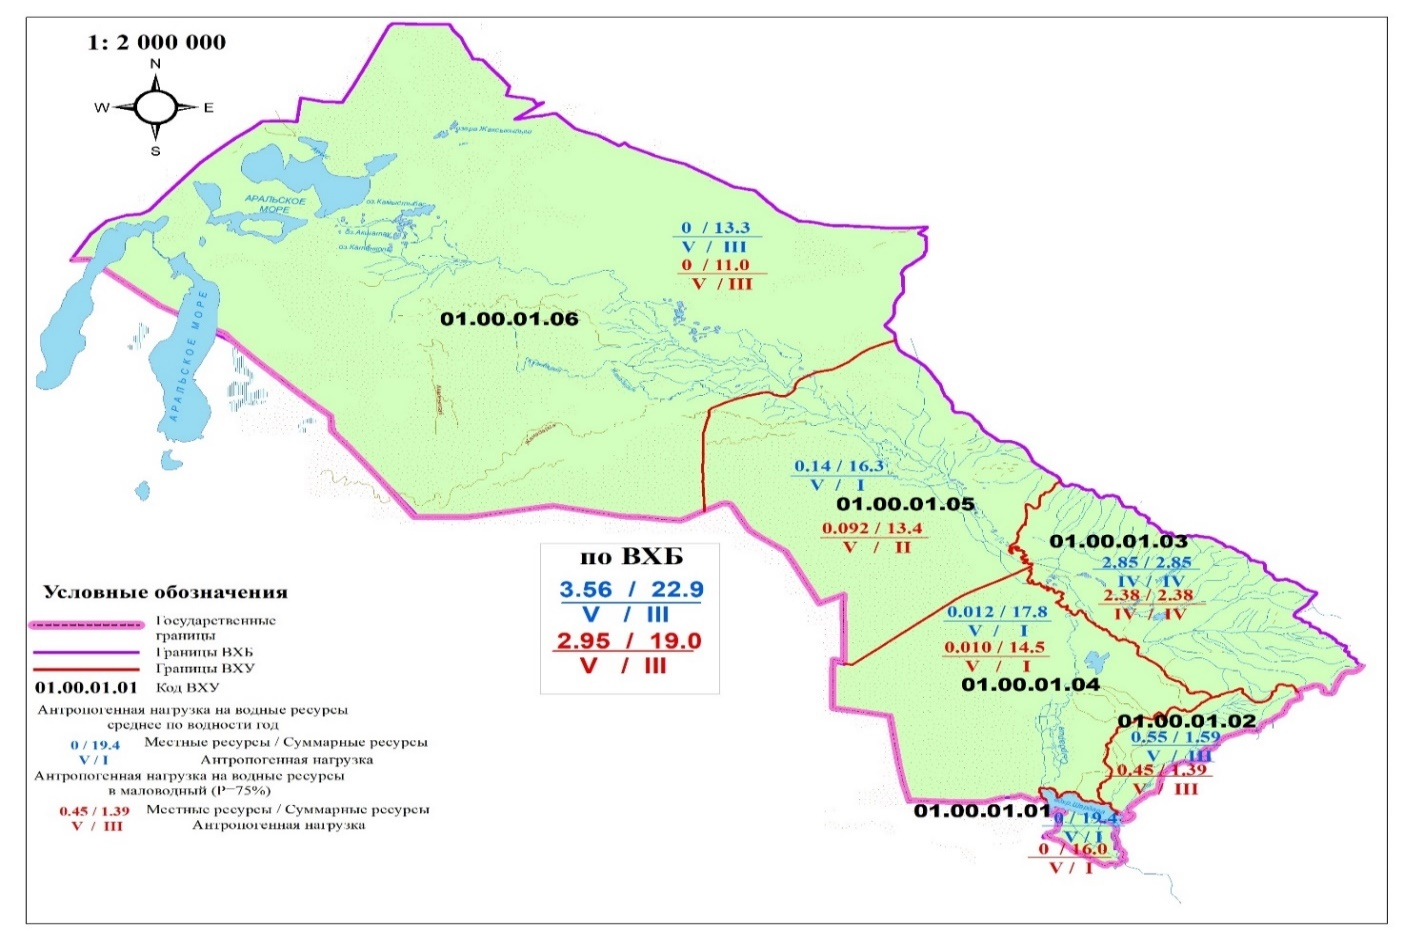 1: 2 000 000
N
W E
S
АРАЛЬСКОЕ
МОРЕ
оз.Камыстыбас
АРАЛЬСКОЕ МОРЕ
0 / 13.3
V / III
0 / 11.0
V / III
01.00.01.06
0.14 / 16.3
V / I
01.00.01.05
0.092 / 13.4
V / II
01.00.01.03
2.85 / 2.85
IV / IV
2.38 / 2.38
IV / IV
по ВХБ
3.56 / 22.9
V / III
2.95 / 19.0
V / III
0.012 / 17.8
V / I
0.010 / 14.5
V / I
01.00.01.04
01.00.01.02
0.55 / 1.59
V / III
0.45 / 1.39
V / III
01.00.01.01
0 / 19.4
V / I
0 / 16.0
V / I
Условные обозначения
Государственные
границы
Границы ВХБ
Границы ВХУ
01.00.01.01 Код ВХУ
Антропогенная нагрузка на водные ресурсы
среднее по водности год
0 / 19.4 Местные ресурсы / Суммарные ресурсы
V / I Антропогенная нагрузка
Антропогенная нагрузка на водные ресурсы
в маловодный (P=75%)
0.45 / 1.39 Местные ресурсы / Суммарные ресурсы
V / III Антропогенная нагрузка